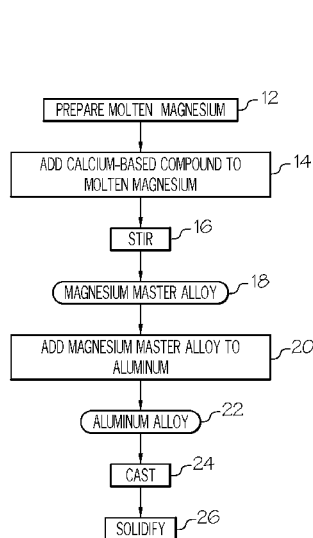 PREPARE MOLTEN MAGNESIUM 12
ADD CALCIUM-BASED COMPOUND TO
MOLTEN MAGNESIUM
14
STIR 16
MAGNESIUM MASTER ALLOY 18
ADD MAGNESIUM MASTER ALLOY TO
ALUMINUM
20
ALUMINUM ALLOY 22
CAST 24
SOLIDIFY 26